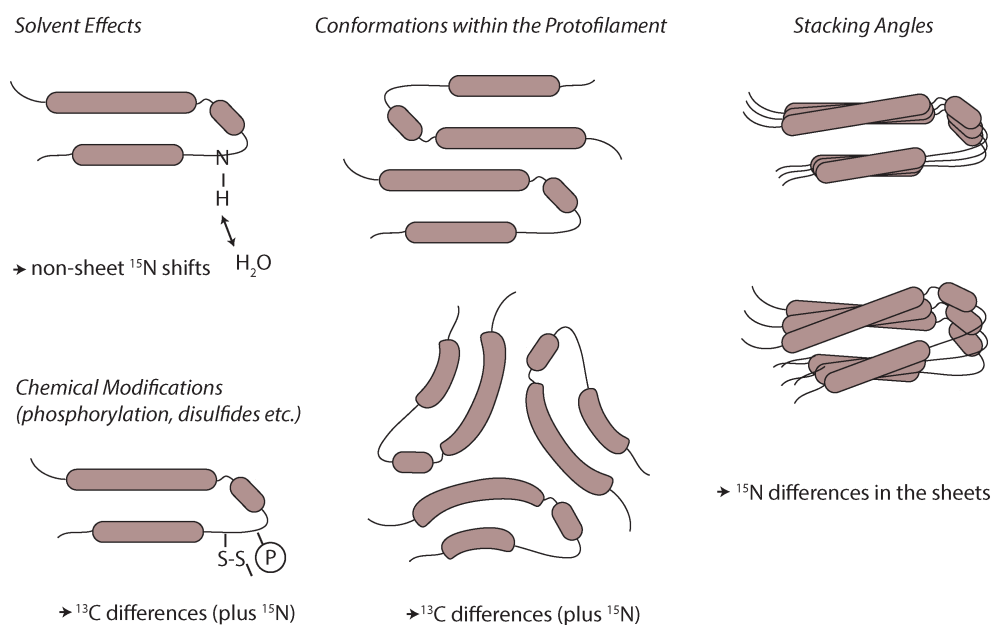 Solvent Effects
N
H
H₂O
→ non-sheet ¹⁵N shifts
Chemical Modifications
(phosphorylation, disulfides etc.)
S-S
P
→ ¹³C differences (plus ¹⁵N)
Conformations within the Protofilament
→ ¹³C differences (plus ¹⁵N)
Stacking Angles
→ ¹⁵N differences in the sheets